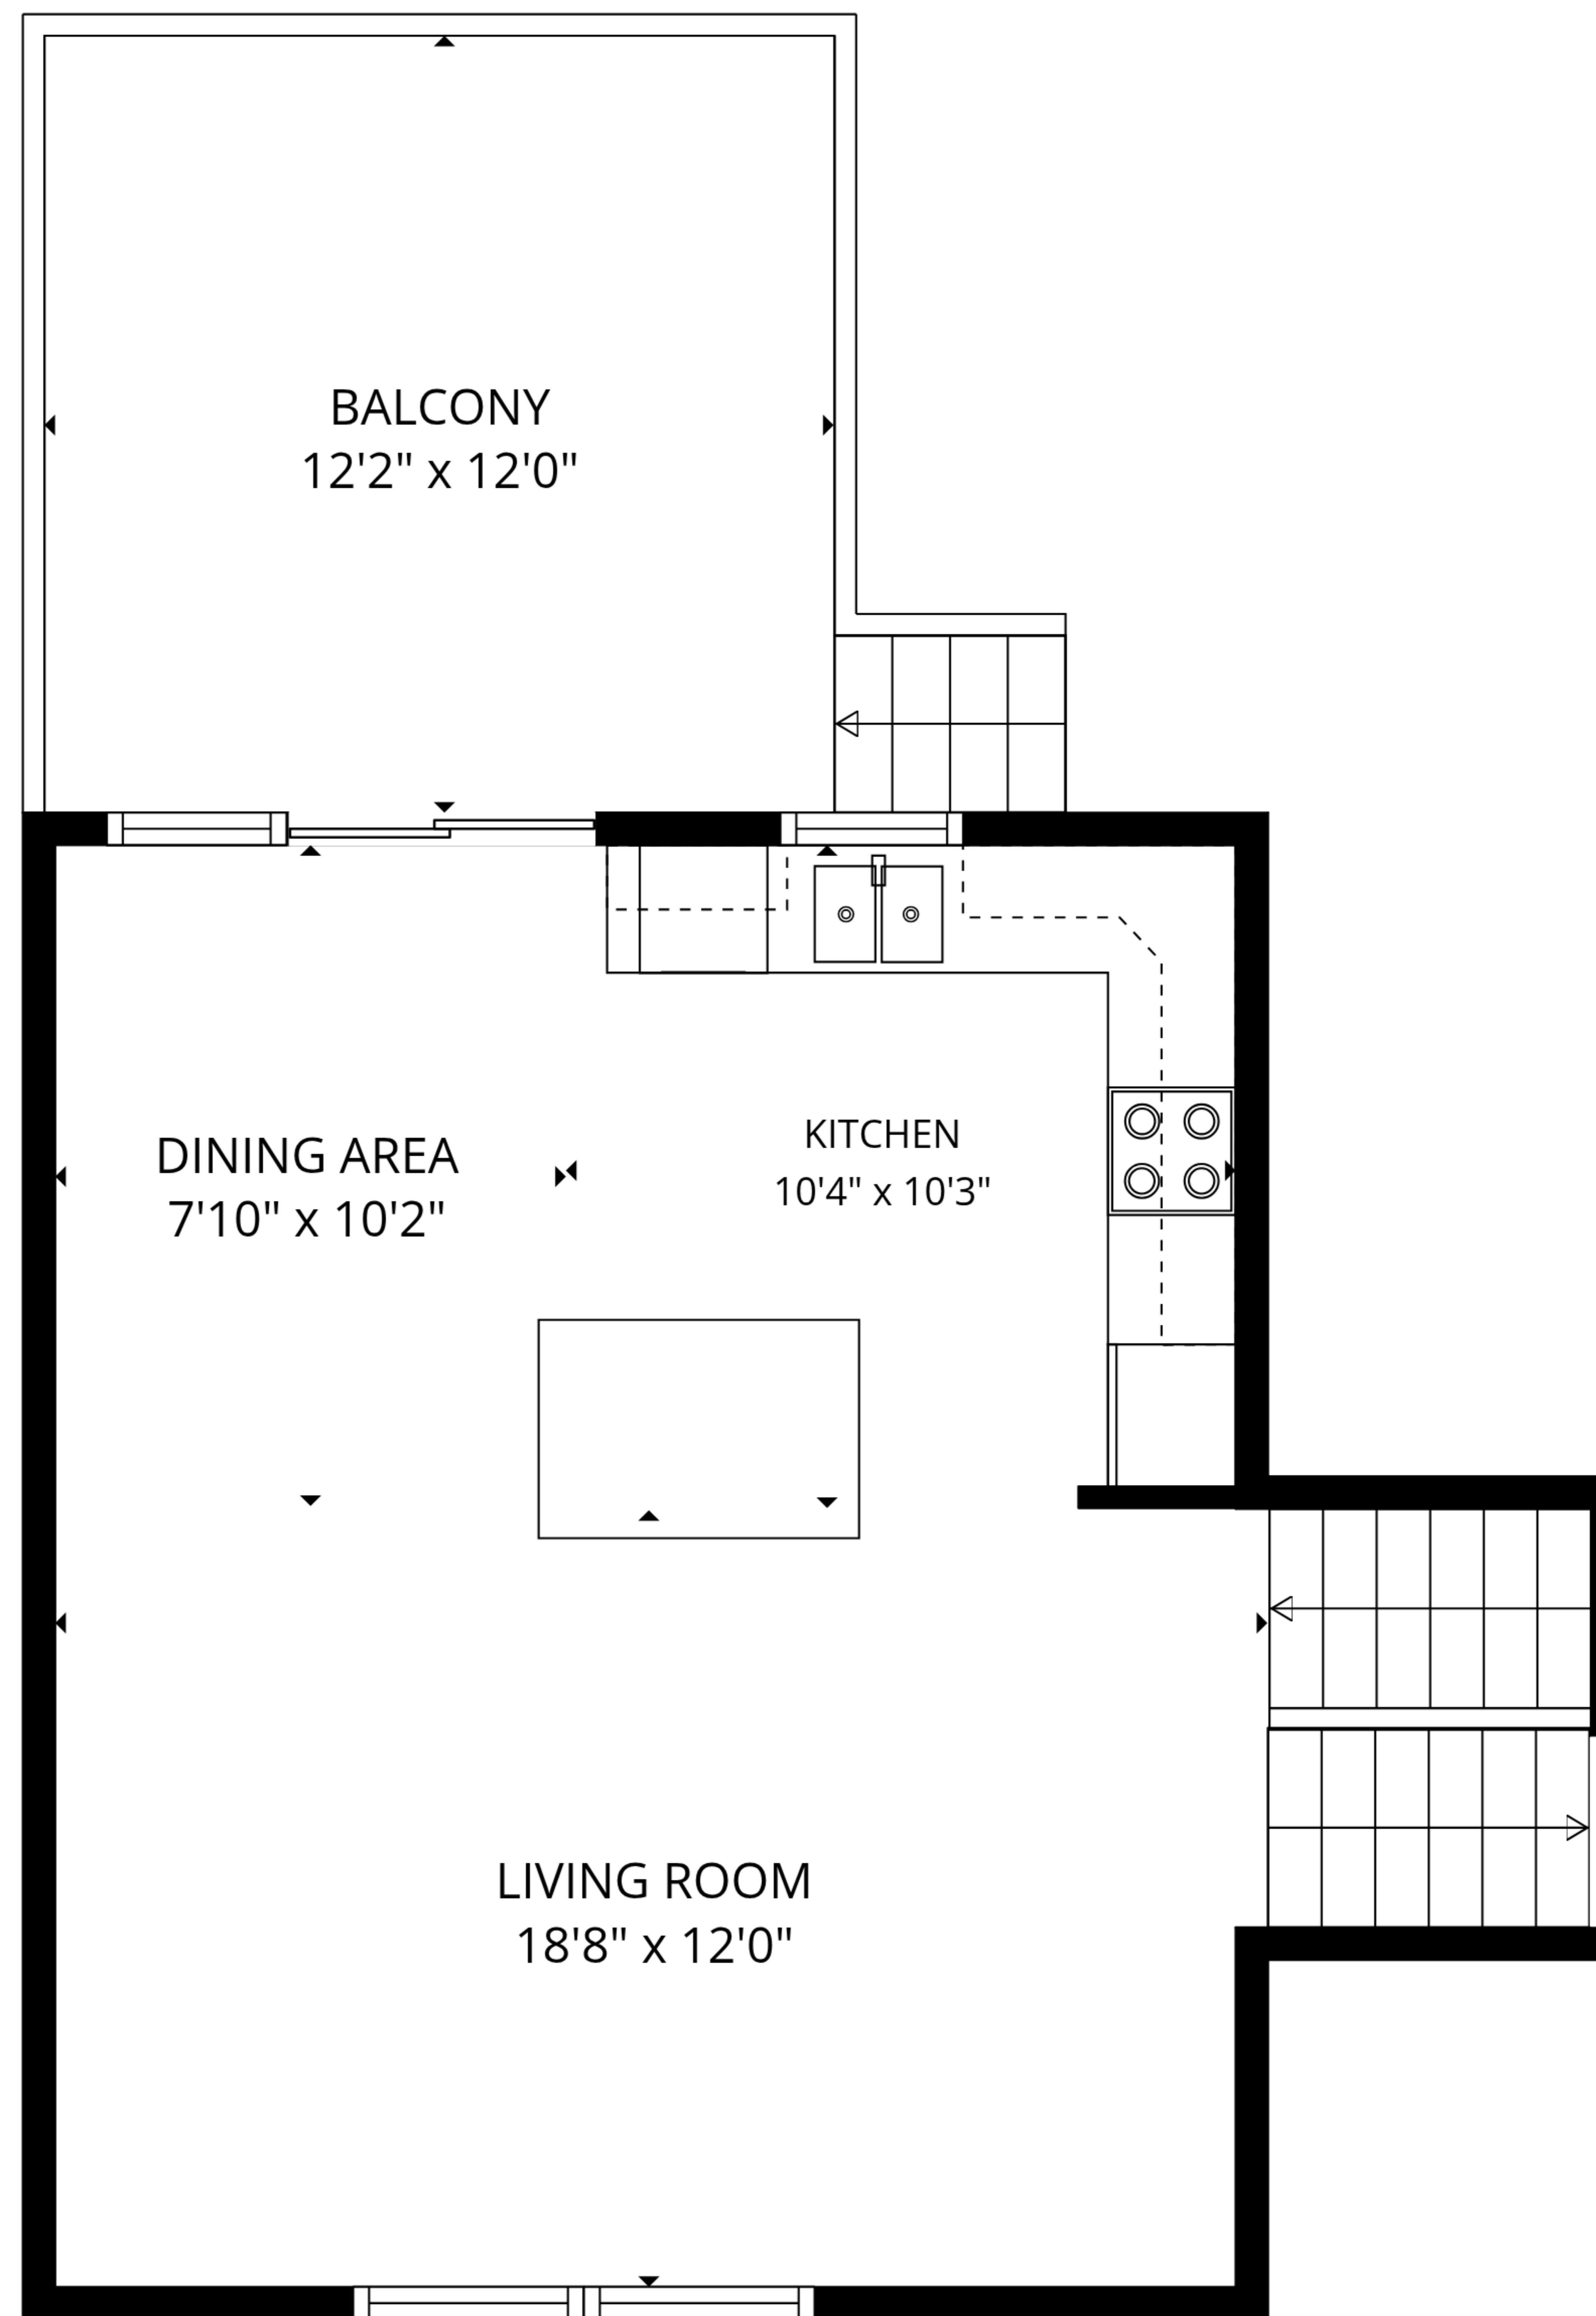 BALCONY
12'2" x 12'0"
DINING AREA
7'10" x 10'2"
KITCHEN
10'4" x 10'3"
LIVING ROOM
18'8" x 12'0"